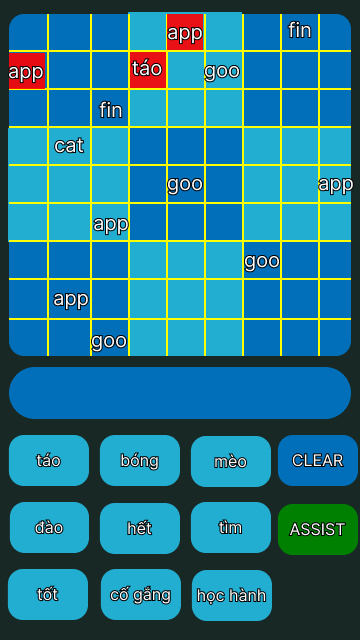 app fin
app táo goo
fin
cat
goo app
app
goo
app
goo
táo bóng mèo CLEAR
đào hết tìm ASSIST
tốt cố gắng học hành